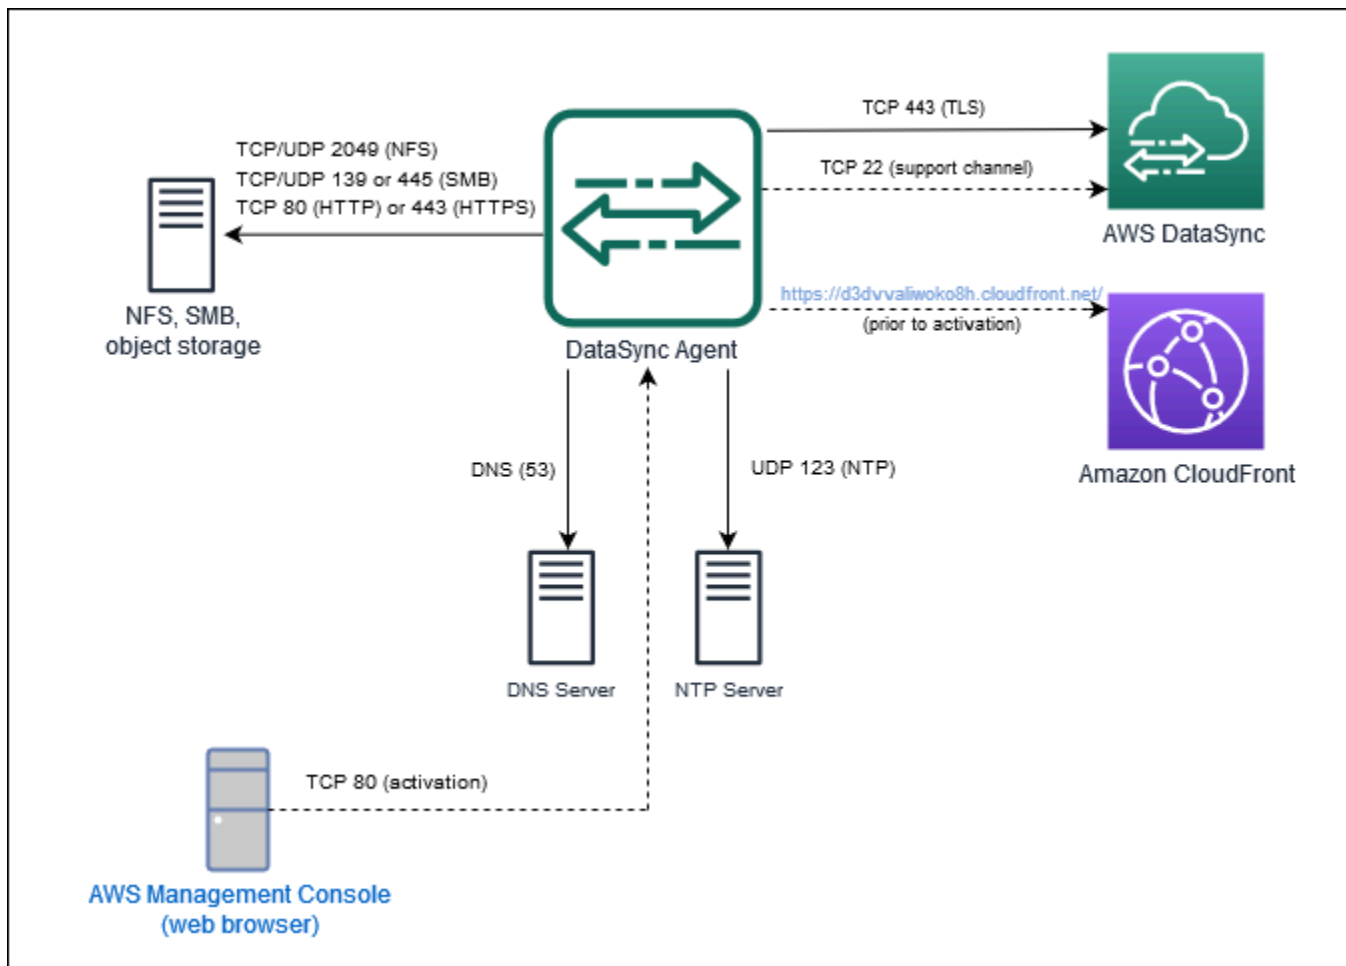 TCP 443 (TLS)
TCP/UDP 2049 (NFS)
TCP/UDP 139 or 445 (SMB)
TCP 80 (HTTP) or 443 (HTTPS)
TCP 22 (support channel)
AWS DataSync
NFS, SMB,
object storage
https://d3dvvaliwoko8h.cloudfront.net/
(prior to activation)
DataSync Agent
DNS (53)
UDP 123 (NTP)
Amazon CloudFront
DNS Server
NTP Server
TCP 80 (activation)
AWS Management Console
(web browser)